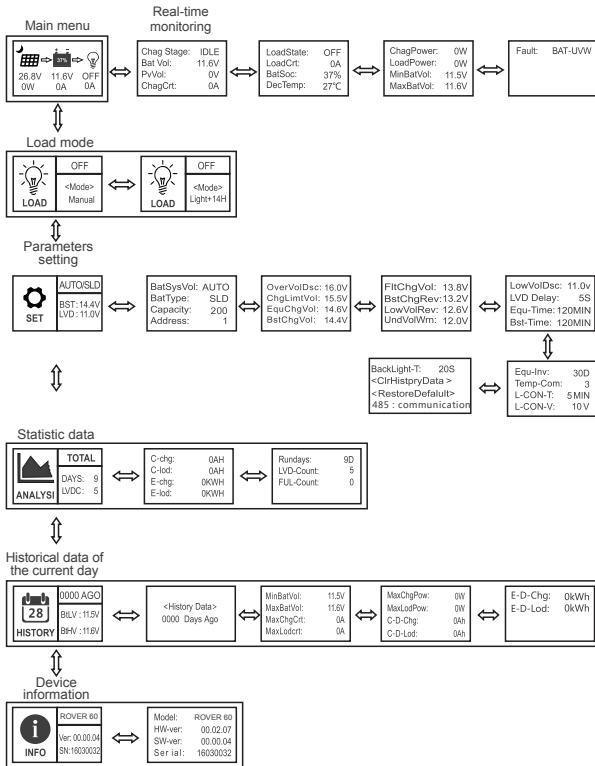 Main menu
Real-time
monitoring
37%
26.8V 11.6V OFF
0W 0A 0A
Chag Stage: IDLE
Bat Vol: 11.6V
PvVol: 0V
ChagCrt: 0A
LoadState: OFF
LoadCrt: 0A
BatSoc: 37%
DecTemp: 27℃
ChagPower: 0W
LoadPower: 0W
MinBatVol: 11.5V
MaxBatVol: 11.6V
Fault: BAT-UVW
Load mode
LOAD
OFF
<Mode>
Manual
LOAD
OFF
<Mode>
Light+14H
Parameters
setting
SET
AUTO/SLD
BST:14.4V
LVD:11.0V
BatSysVol: AUTO
BatType: SLD
Capacity: 200
Address: 1
OverVolDsc: 16.0V
ChgLimtVol: 15.5V
EquChgVol: 14.6V
BstChgVol: 14.4V
FltChgVol: 13.8V
BstChgRev: 13.2V
LowVolRev: 12.6V
UndVolWrn: 12.0V
LowVolDsc: 11.0v
LVD Delay: 5S
Equ-Time: 120MIN
Bst-Time: 120MIN
BackLight-T: 20S
<ClrHistpryData >
<RestoreDefalult>
485 : communication
Equ-Inv: 30D
Temp-Com: 3
L-CON-T: 5MIN
L-CON-V: 10V
Statistic data
ANALYSI
TOTAL
DAYS: 9
LVDC: 5
C-chg: 0AH
C-lod: 0AH
E-chg: 0KWH
E-lod: 0KWH
Rundays: 9D
LVD-Count: 5
FUL-Count: 0
Historical data of
the current day
28
HISTORY
0000 AGO
BtLV : 11.5V
BtHV : 11.6V
<History Data>
0000 Days Ago
MinBatVol: 11.5V
MaxBatVol: 11.6V
MaxChgCrt: 0A
MaxLodcrt: 0A
MaxChgPow: 0W
MaxLodPow: 0W
C-D-Chg: 0Ah
C-D-Lod: 0Ah
E-D-Chg: 0kWh
E-D-Lod: 0kWh
Device
information
i
INFO
ROVER 60
Ver: 00.00.04
SN:16030032
Model: ROVER 60
HW-ver: 00.02.07
SW-ver: 00.00.04
Serial: 16030032